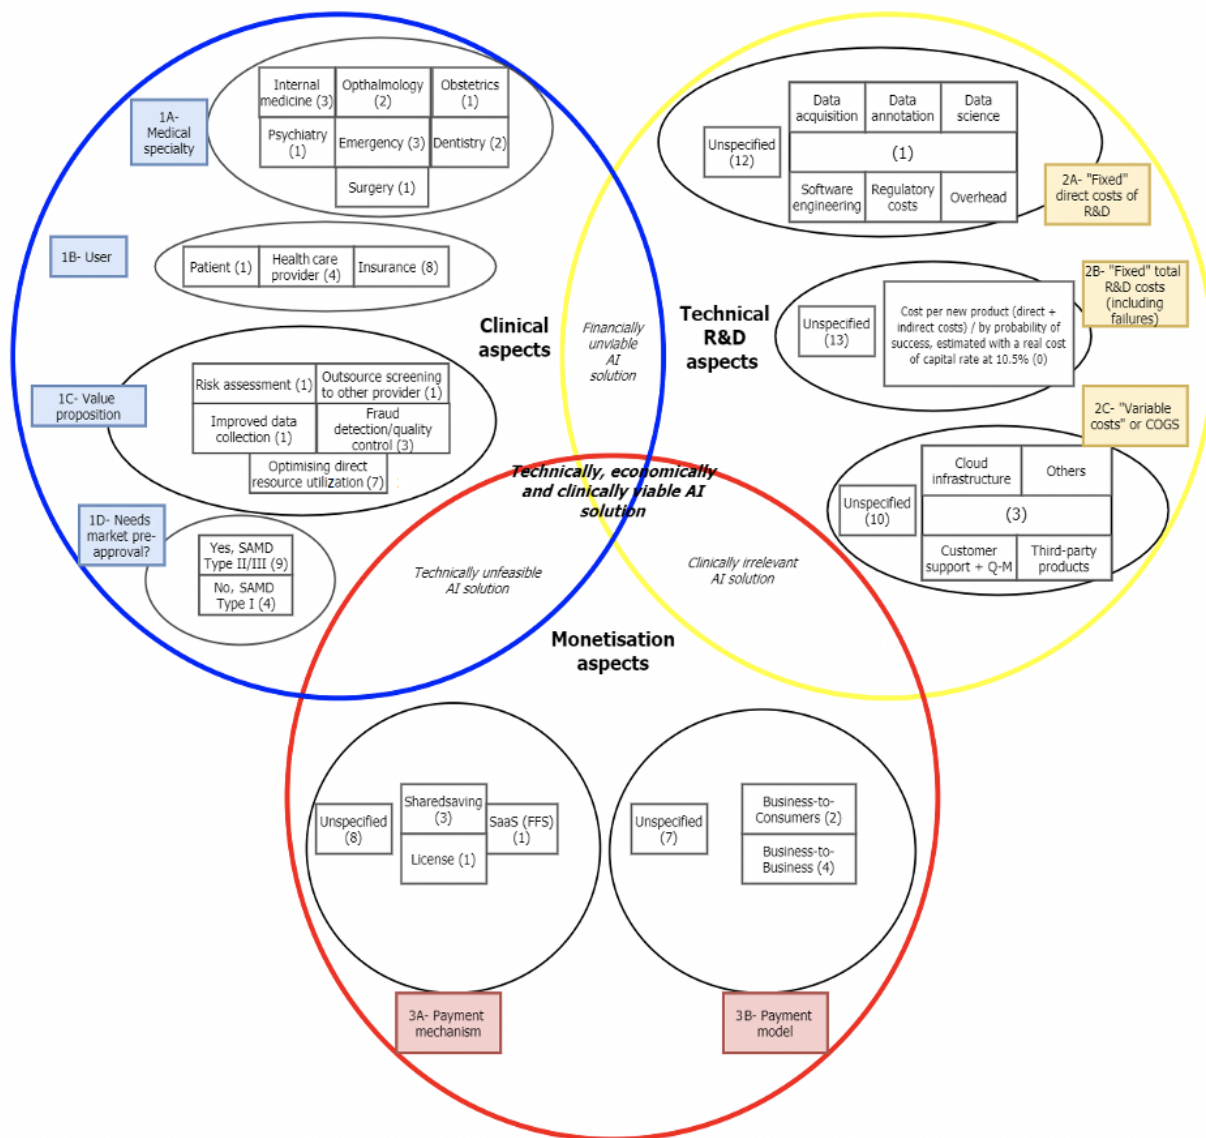 1A-
Medical
specialty
Internal
medicine (3)
Opthalmology
(2)
Obstetrics
(1)
Psychiatry
(1)
Emergency (3)
Dentistry (2)
Surgery (1)
1B- User
Patient (1)
Health care
provider (4)
Insurance (8)
Clinical
aspects
1C- Value
proposition
Risk assessment (1)
Outsource screening
to other provider (1)
Improved data
collection (1)
Fraud
detection/quality
control (3)
Optimising direct
resource utilization (7)
1D- Needs
market pre-
approval?
Yes, SAMD
Type II/III (9)
No, SAMD
Type I (4)
Financially
unviable
AI
solution
Technical
R&D
aspects
Unspecified
(12)
Data
acquisition
Data
annotation
Data
science
(1)
Software
engineering
Regulatory
costs
Overhead
2A- "Fixed"
direct costs of
R&D
Unspecified
(13)
Cost per new product (direct +
indirect costs) / by probability of
success, estimated with a real cost
of capital rate at 10.5% (0)
2B- "Fixed" total
R&D costs
(including
failures)
2C- "Variable
costs" or COGS
Unspecified
(10)
Cloud
infrastructure
Others
(3)
Customer
support + Q-M
Third-party
products
Technically, economically
and clinically viable AI
solution
Technically unfeasible
AI solution
Clinically irrelevant
AI solution
Monetisation
aspects
Unspecified
(8)
Sharedsaving
(3)
SaaS (FFS)
(1)
License (1)
3A- Payment
mechanism
Unspecified
(7)
Business-to-
Consumers (2)
Business-to-
Business (4)
3B- Payment
model